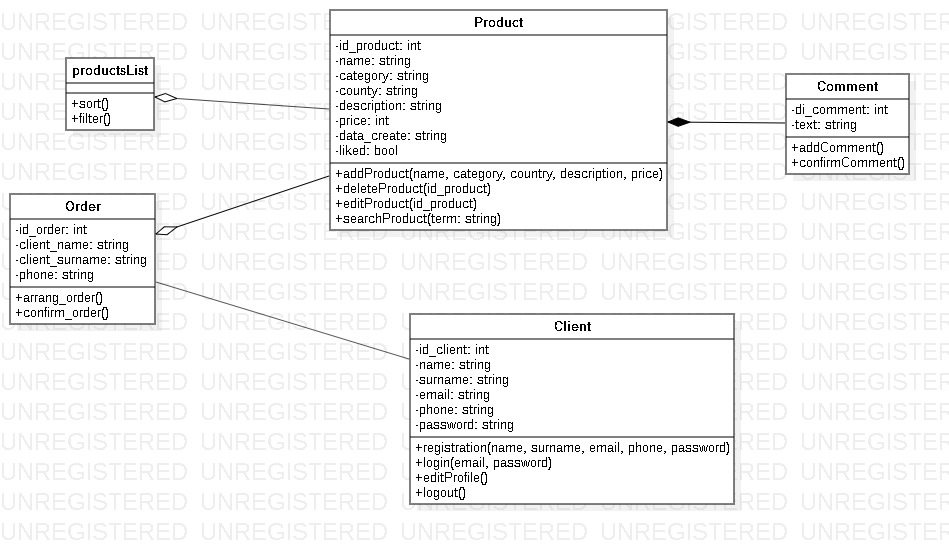 Product
-id_product: int
-name: string
-category: string
-county: string
-description: string
-price: int
-data_create: string
-liked: bool
+addProduct(name, category, country, description, price)
+deleteProduct(id_product)
+editProduct(id_product)
+searchProduct(term: string)
productsList
+sort()
+filter()
Comment
-di_comment: int
-text: string
+addComment()
+confirmComment()
Order
-id_order: int
-client_name: string
-client_surname: string
-phone: string
+arrang_order()
+confirm_order()
Client
-id_client: int
-name: string
-surname: string
-email: string
-phone: string
-password: string
+registration(name, surname, email, phone, password)
+login(email, password)
+editProfile()
+logout()
UNREGISTERED UNREGISTERED UNREGISTERED UNREGISTERED UNREGISTERED